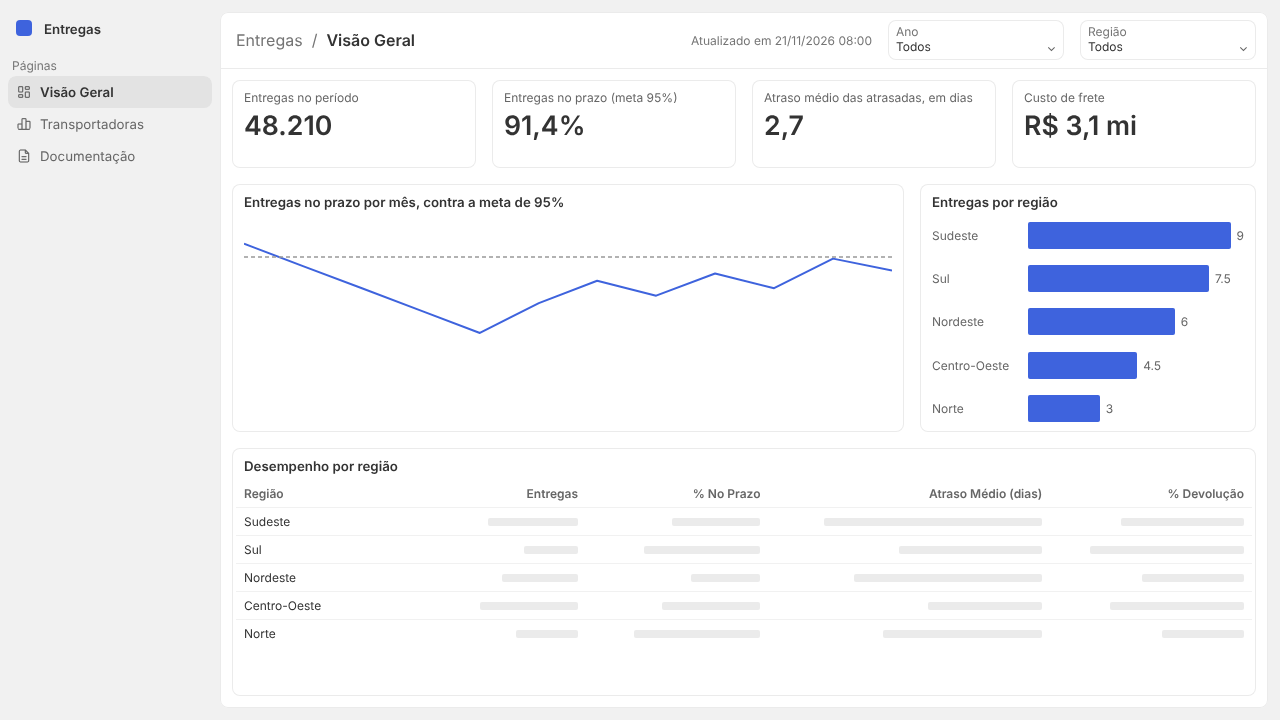 Entregas
Páginas
Visão Geral
Transportadoras
Documentação
Entregas / Visão Geral
Atualizado em 21/11/2026 08:00
Ano
Todos
Região
Todos
Entregas no período
48.210
Entregas no prazo (meta 95%)
91,4%
Atraso médio das atrasadas, em dias
2,7
Custo de frete
R$ 3,1 mi
Entregas no prazo por mês, contra a meta de 95%
Entregas por região
Sudeste 9
Sul 7.5
Nordeste 6
Centro-Oeste 4.5
Norte 3
Desempenho por região
Região Entregas % No Prazo Atraso Médio (dias) % Devolução
Sudeste
Sul
Nordeste
Centro-Oeste
Norte